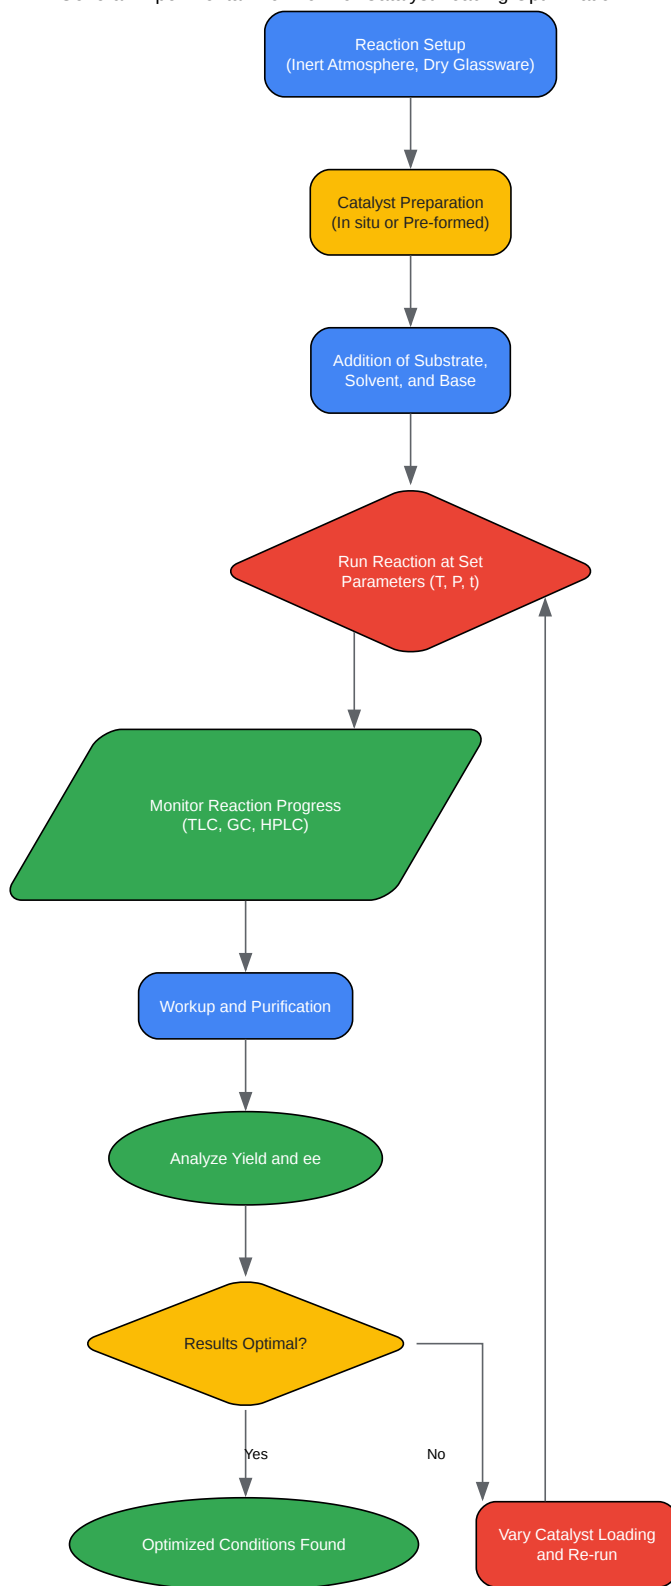 Reaction Setup
(Inert Atmosphere, Dry Glassware)
Catalyst Preparation
(In situ or Pre-formed)
Addition of Substrate,
Solvent, and Base
Run Reaction at Set
Parameters (T, P, t)
Monitor Reaction Progress
(TLC, GC, HPLC)
Workup and Purification
Analyze Yield and ee
Results Optimal?
Yes
No
Optimized Conditions Found
Vary Catalyst Loading
and Re-run